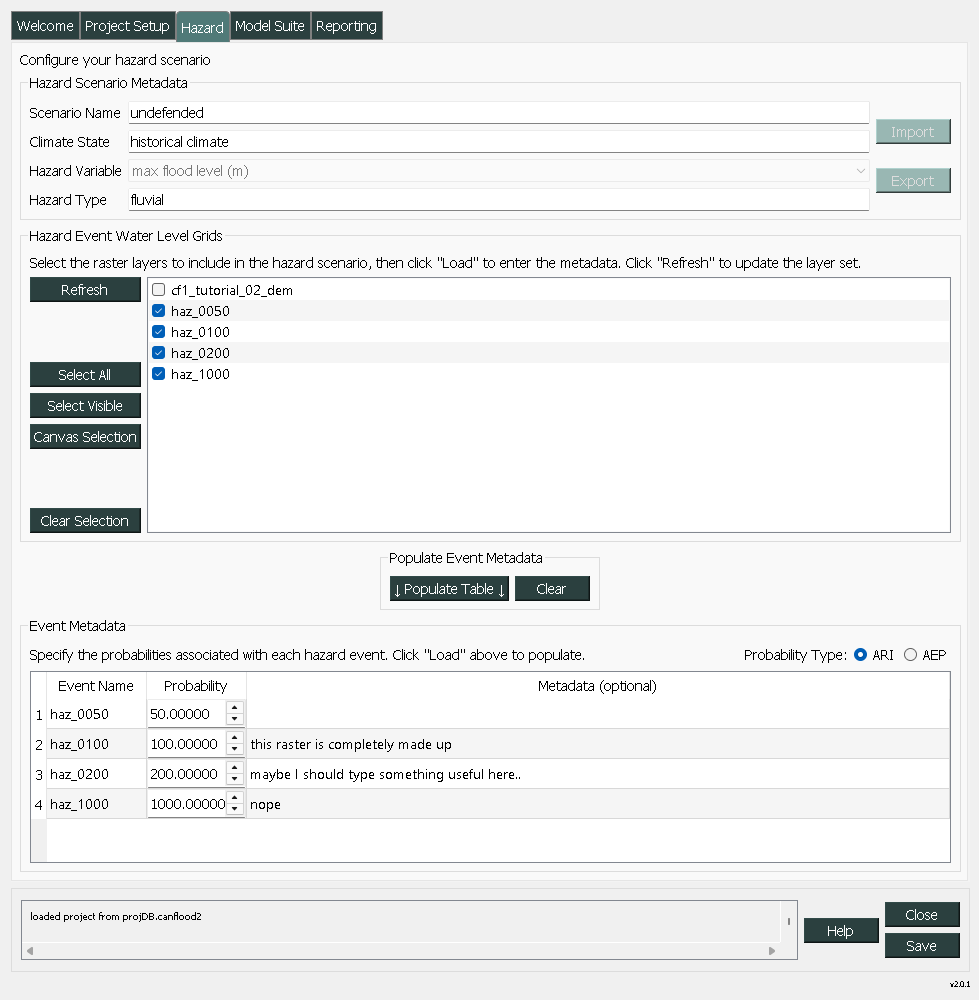 Welcome Project Setup Hazard Model Suite Reporting
Configure your hazard scenario
Hazard Scenario Metadata
Scenario Name undefended
Climate State historical climate
Import
Hazard Variable max flood level (m)
Export
Hazard Type fluvial
Hazard Event Water Level Grids
Select the raster layers to include in the hazard scenario, then click "Load" to enter the metadata. Click "Refresh" to update the layer set.
Refresh
cf1_tutorial_02_dem
haz_0050
haz_0100
haz_0200
haz_1000
Select All
Select Visible
Canvas Selection
Clear Selection
Populate Event Metadata
↓ Populate Table ↓ Clear
Event Metadata
Specify the probabilities associated with each hazard event. Click "Load" above to populate. Probability Type: ARI AEP
Event Name Probability Metadata (optional)
1 haz_0050 50.00000
2 haz_0100 100.00000 this raster is completely made up
3 haz_0200 200.00000 maybe I should type something useful here..
4 haz_1000 1000.00000 nope
loaded project from projDB.canflood2
Help
Close
Save
v2.0.1